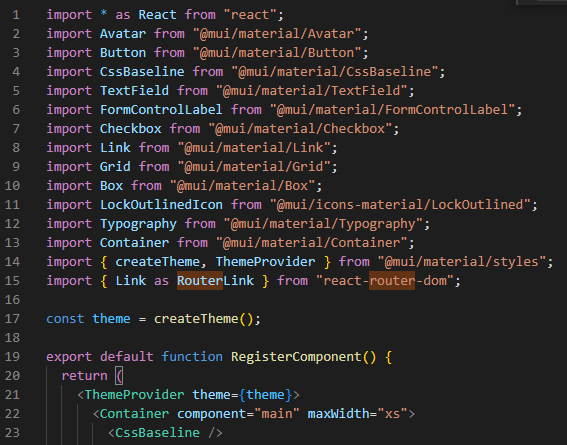 1 import * as React from "react";
2 import Avatar from "@mui/material/Avatar";
3 import Button from "@mui/material/Button";
4 import CssBaseline from "@mui/material/CssBaseline";
5 import TextField from "@mui/material/TextField";
6 import FormControlLabel from "@mui/material/FormControlLabel";
7 import Checkbox from "@mui/material/Checkbox";
8 import Link from "@mui/material/Link";
9 import Grid from "@mui/material/Grid";
10 import Box from "@mui/material/Box";
11 import LockOutlinedIcon from "@mui/icons-material/LockOutlined";
12 import Typography from "@mui/material/Typography";
13 import Container from "@mui/material/Container";
14 import { createTheme, ThemeProvider } from "@mui/material/styles";
15 import { Link as RouterLink } from "react-router-dom";
16
17 const theme = createTheme();
18
19 export default function RegisterComponent() {
20   return (
21     <ThemeProvider theme={theme}>
22       <Container component="main" maxWidth="xs">
23         <CssBaseline />